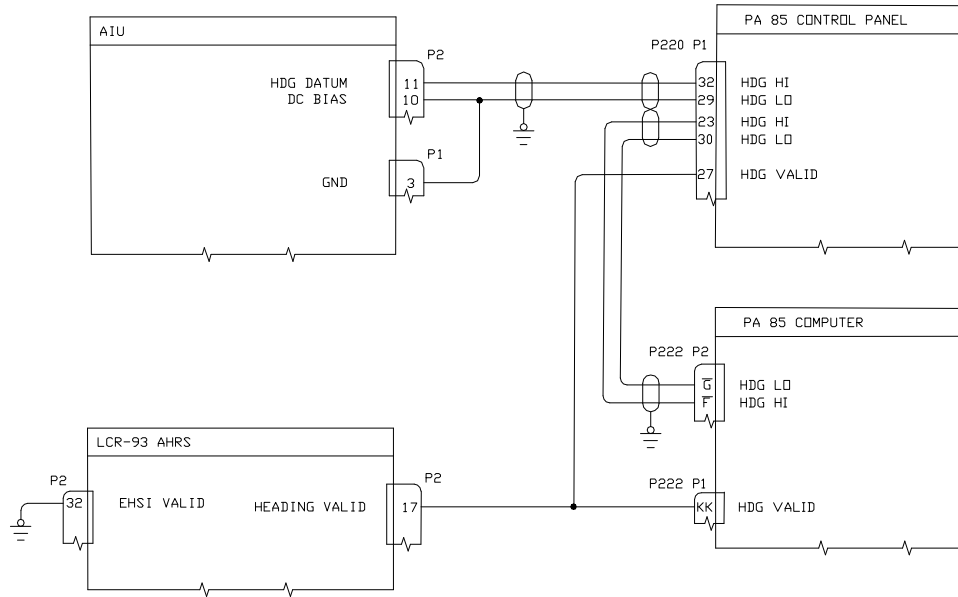 AIU
P2
HDG DATUM 11
DC BIAS 10
P1
GND 3
PA 85 CONTROL PANEL
P220 P1
32 HDG HI
29 HDG LO
23 HDG HI
30 HDG LO
27 HDG VALID
PA 85 COMPUTER
P222 P2
G̅ HDG LO
F̅ HDG HI
P222 P1
KK HDG VALID
LCR-93 AHRS
P2
32 EHSI VALID
P2
HEADING VALID 17